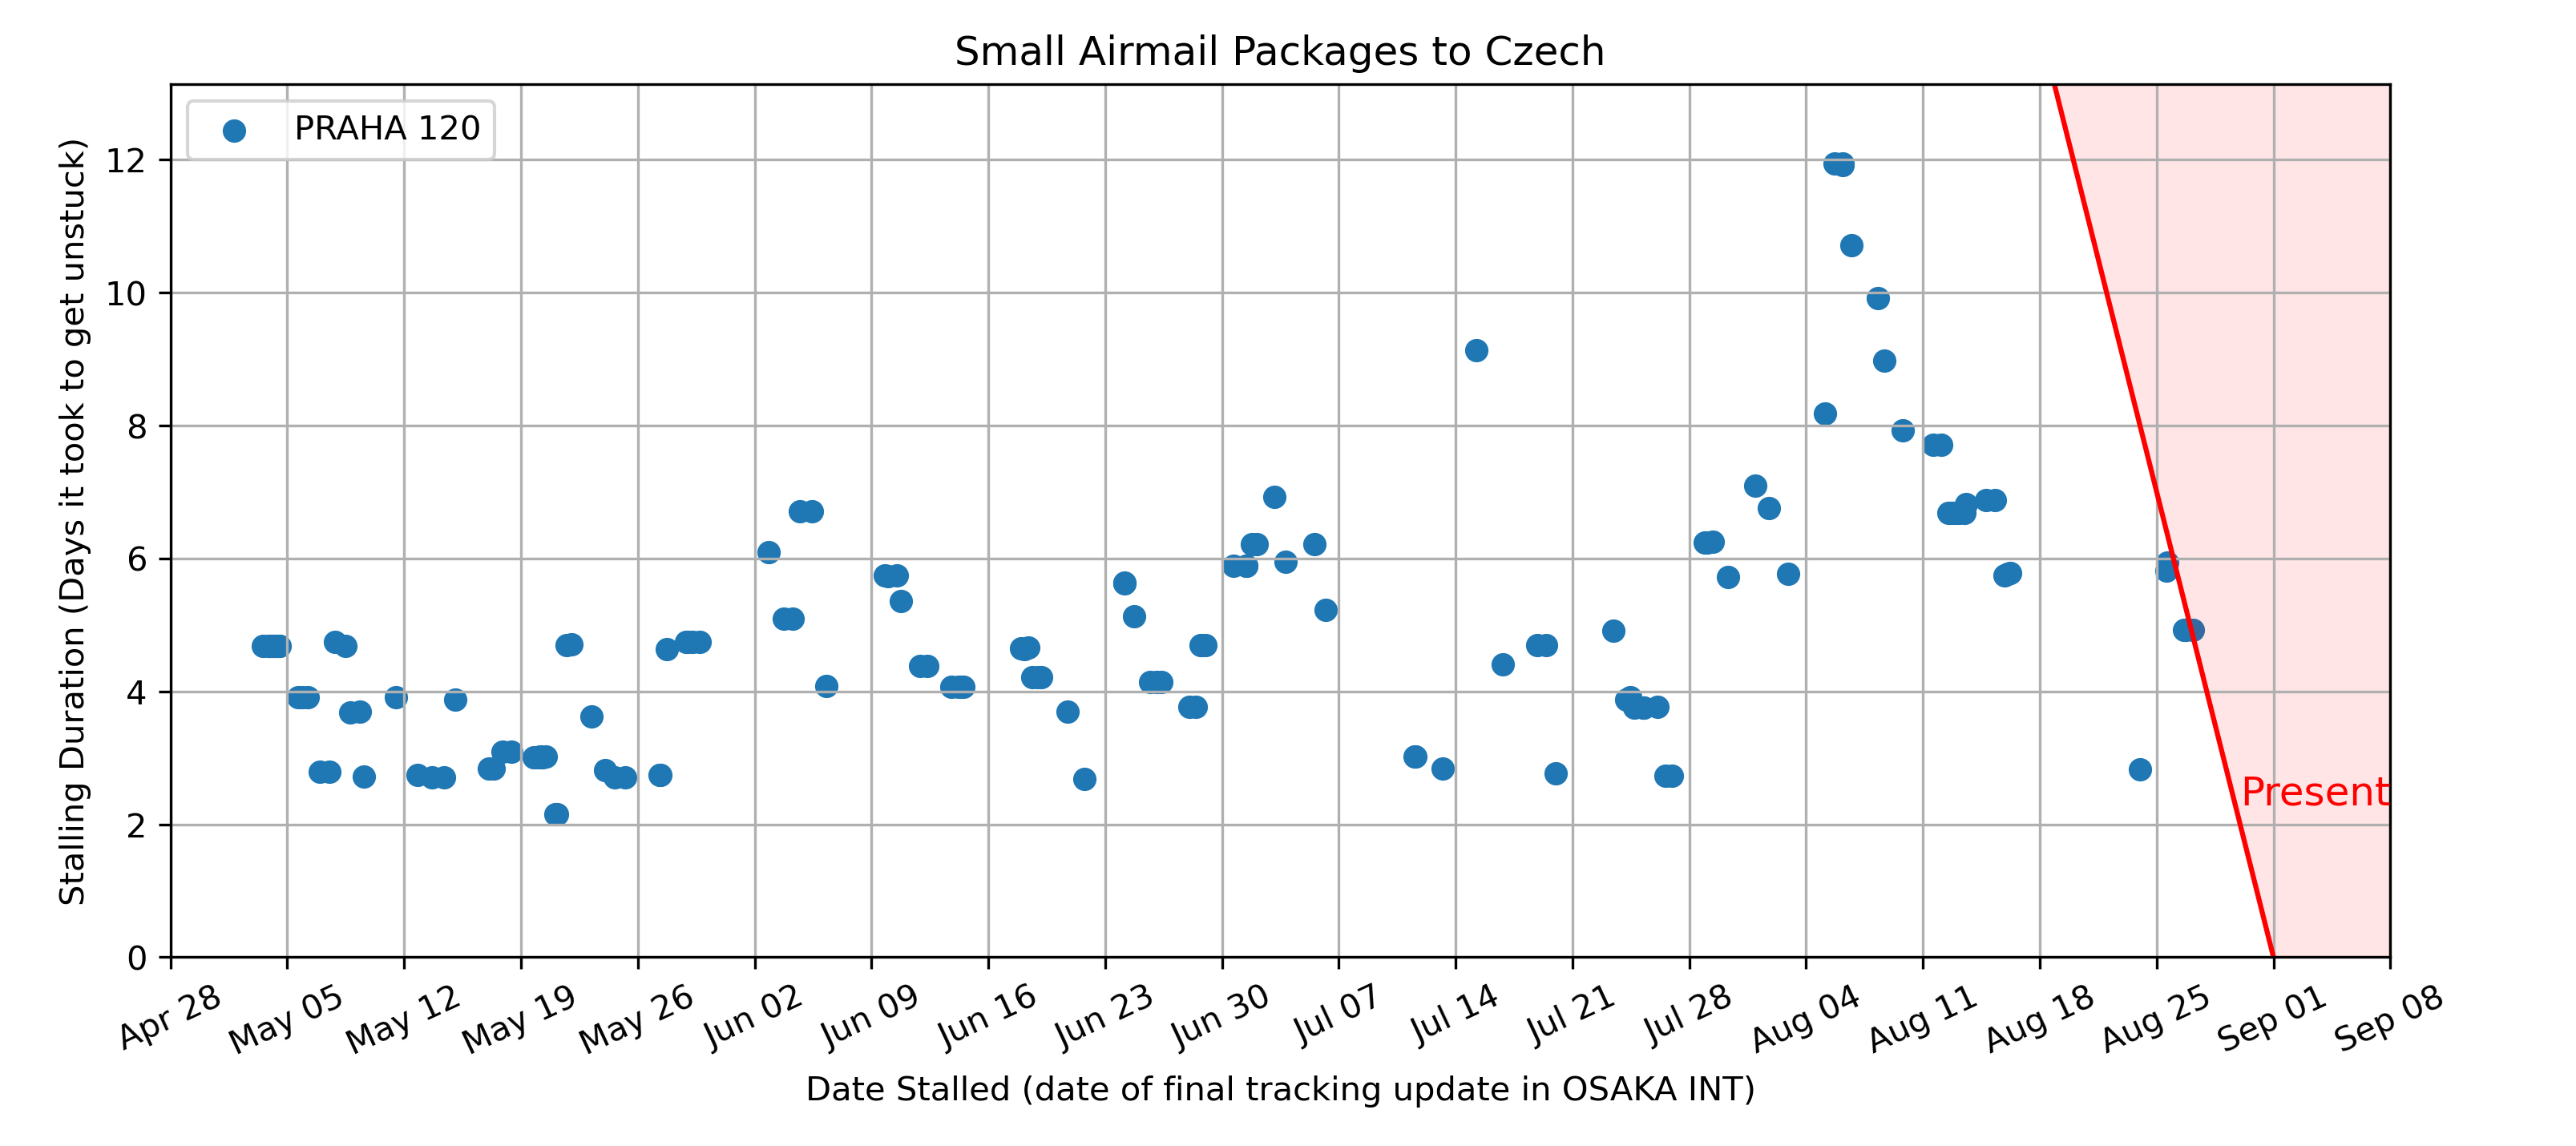 Small Airmail Packages to Czech
PRAHA 120
Stalling Duration (Days it took to get unstuck)
12
10
8
6
4
2
0
Present
Apr 28
May 05
May 12
May 19
May 26
Jun 02
Jun 09
Jun 16
Jun 23
Jun 30
Jul 07
Jul 14
Jul 21
Jul 28
Aug 04
Aug 11
Aug 18
Aug 25
Sep 01
Sep 08
Date Stalled (date of final tracking update in OSAKA INT)